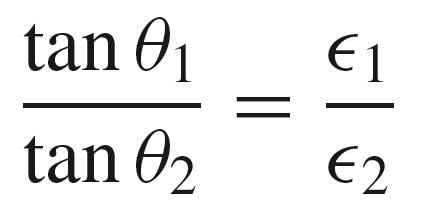 tan θ₁ / tan θ₂ = ϵ₁ / ϵ₂